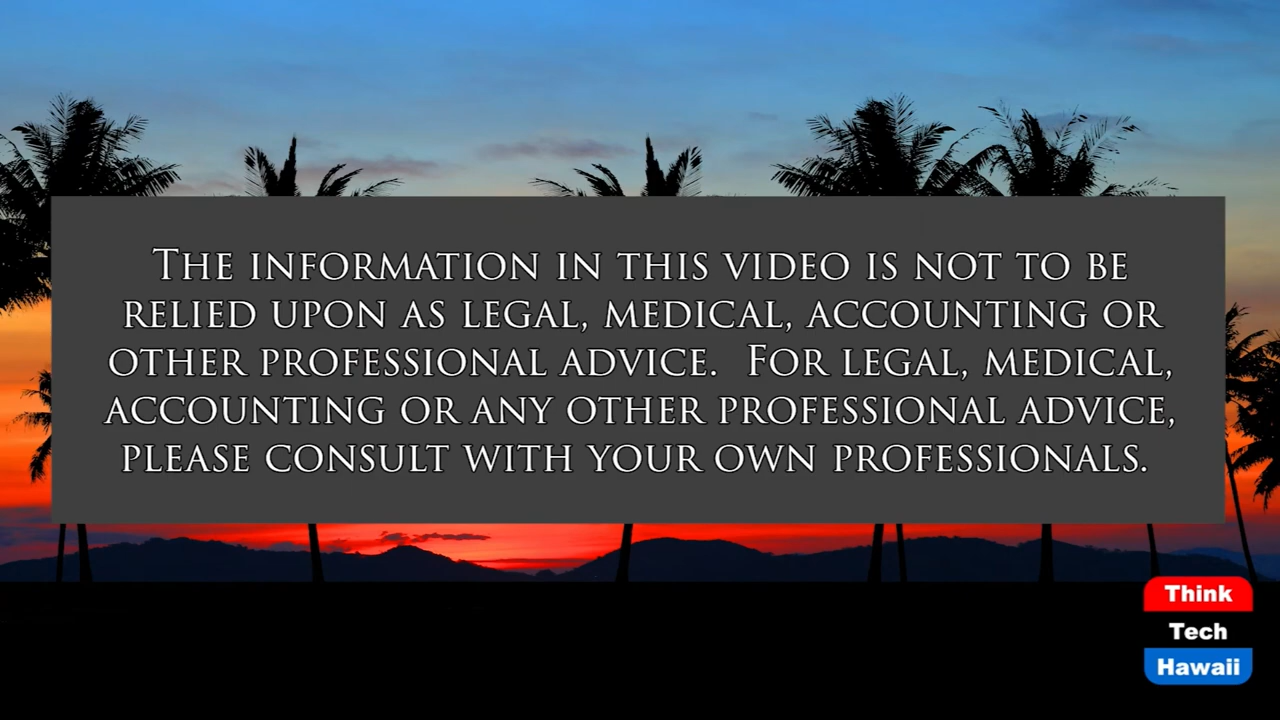 The information in this video is not to be
relied upon as legal, medical, accounting or
other professional advice.  For legal, medical,
accounting or any other professional advice,
please consult with your own professionals.
Think
Tech
Hawaii